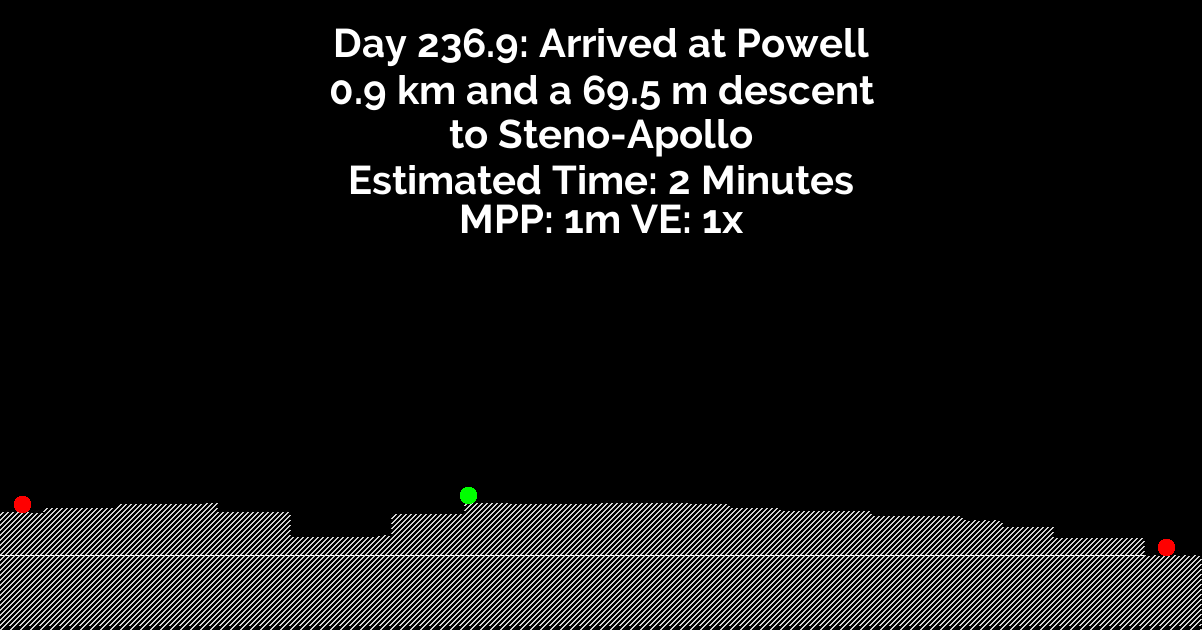 Day 236.9: Arrived at Powell
0.9 km and a 69.5 m descent
to Steno-Apollo
Estimated Time: 2 Minutes
MPP: 1m VE: 1x